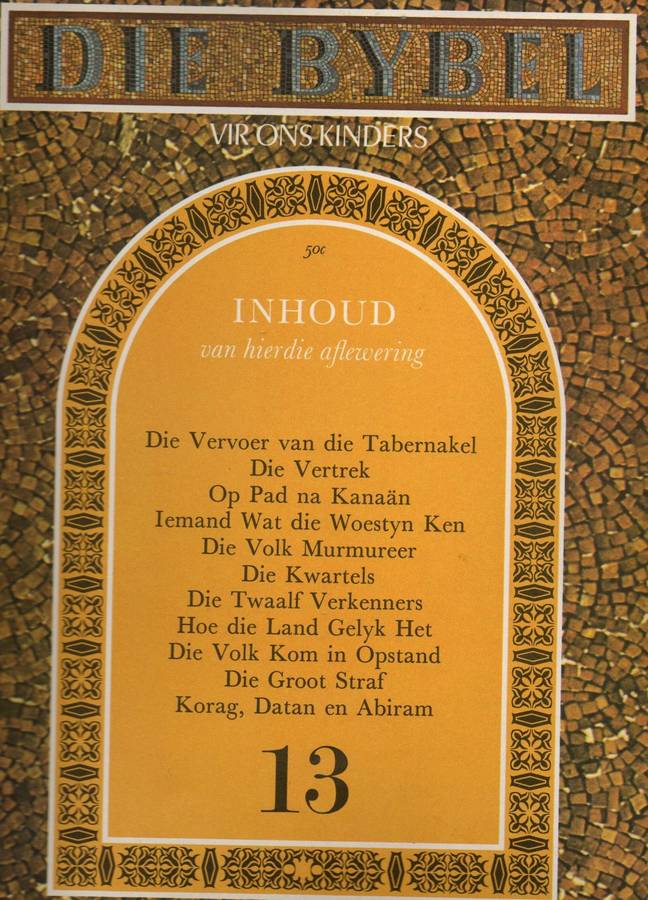 DIE BYBEL
VIR ONS KINDERS
50c
INHOUD
van hierdie aflewering
Die Vervoer van die Tabernakel
Die Vertrek
Op Pad na Kanaän
Iemand Wat die Woestyn Ken
Die Volk Murmureer
Die Kwartels
Die Twaalf Verkenners
Hoe die Land Gelyk Het
Die Volk Kom in Opstand
Die Groot Straf
Korag, Datan en Abiram
13